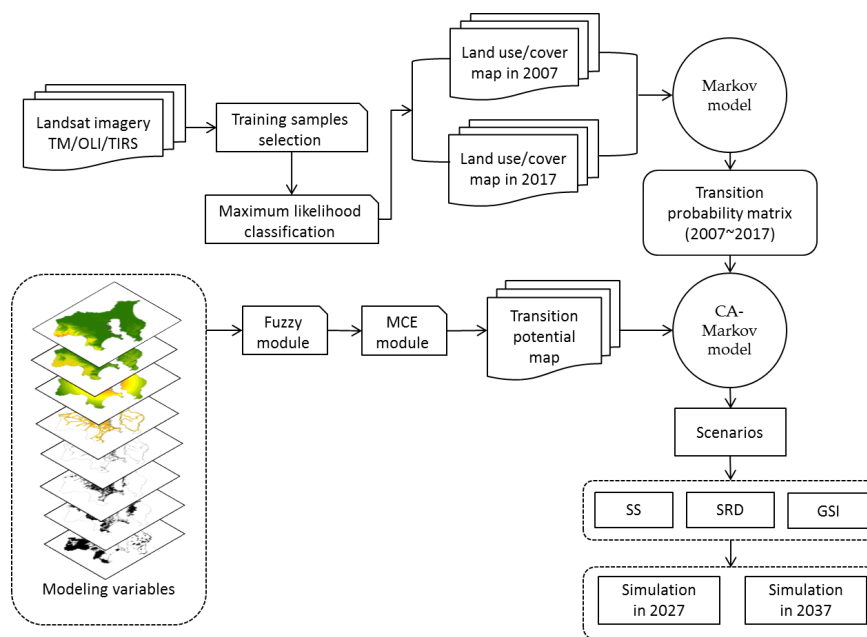 Landsat imagery
TM/OLI/TIRS
Training samples
selection
Maximum likelihood
classification
Land use/cover
map in 2007
Land use/cover
map in 2017
Markov
model
Transition
probability matrix
(2007~2017)
Modeling variables
Fuzzy
module
MCE
module
Transition
potential
map
CA-
Markov
model
Scenarios
SS
SRD
GSI
Simulation
in 2027
Simulation
in 2037